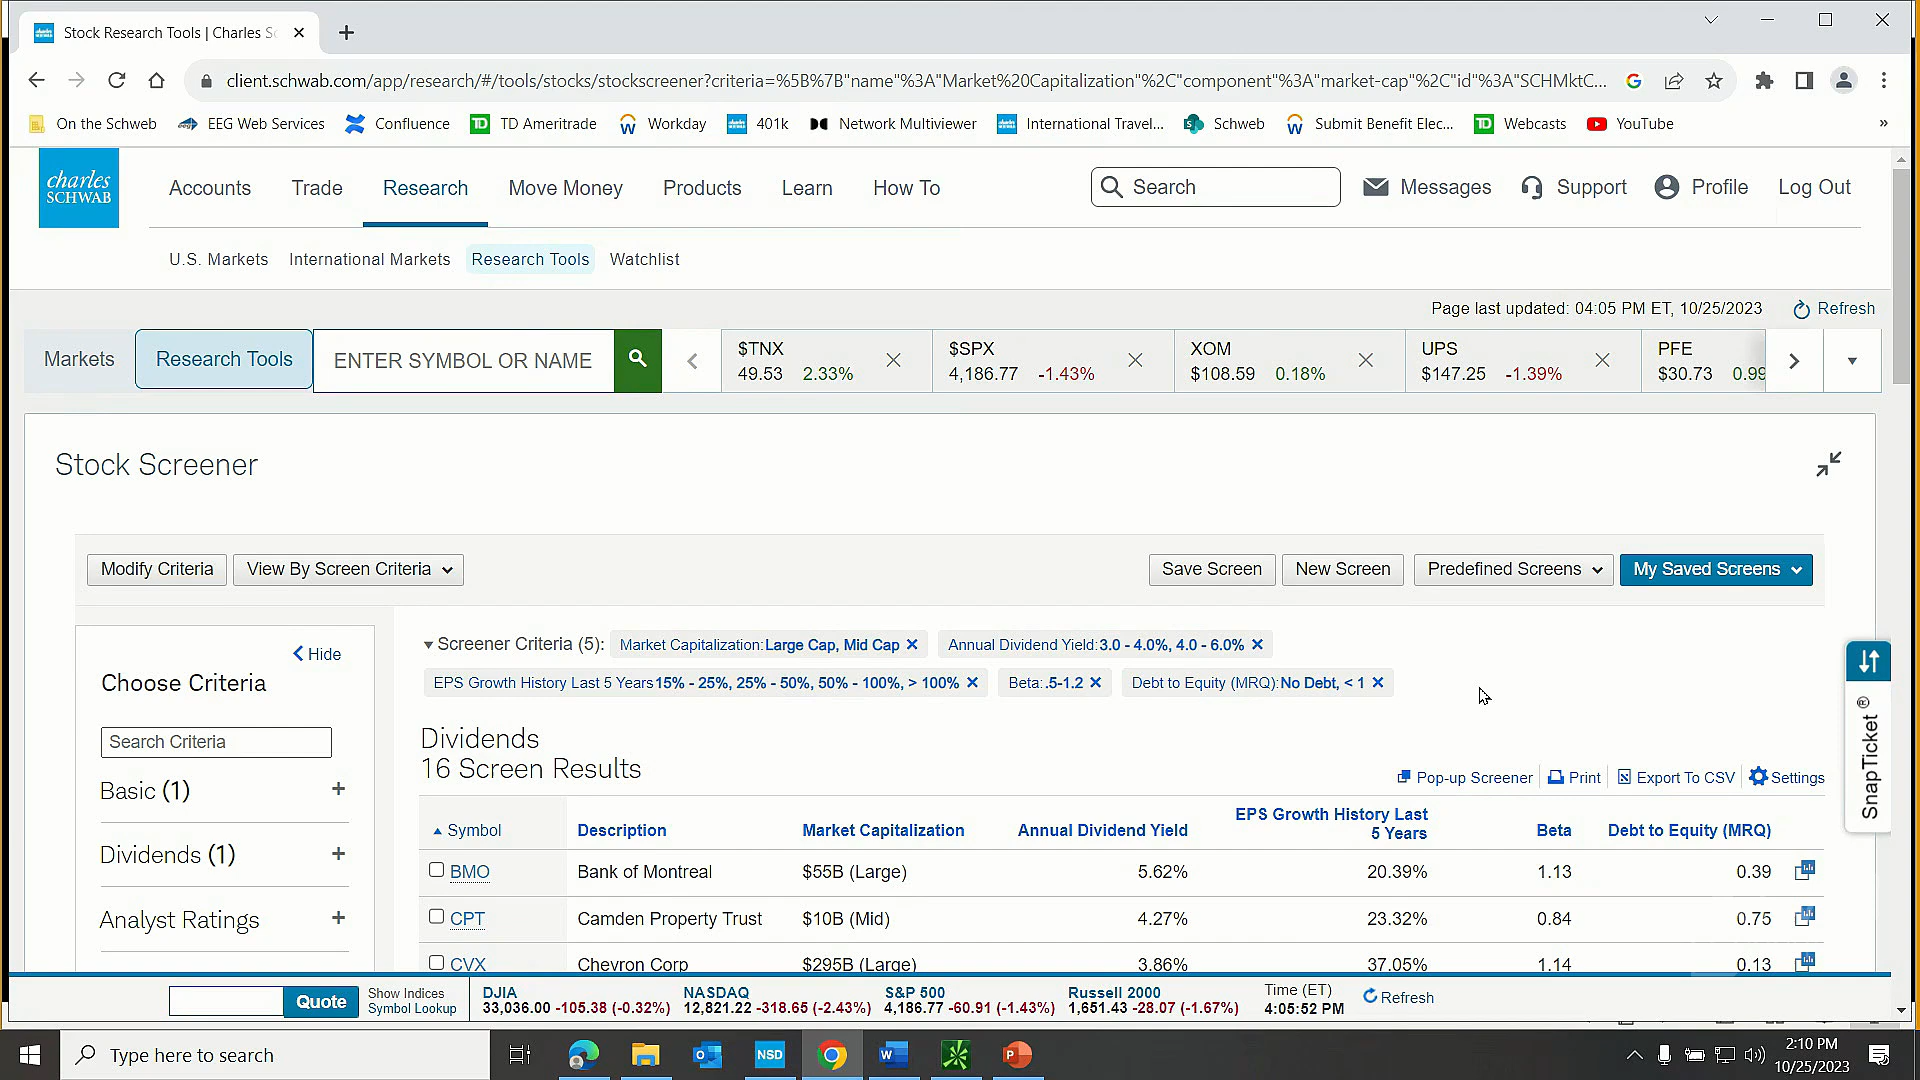 Stock Research Tools | Charles Sc
client.schwab.com/app/research/#/tools/stocks/stockscreener?criteria=%5B%7B"name"%3A"Market%20Capitalization"%2C"component"%3A"market-cap"%2C"id"%3A"SCHMktC...
On the Schweb EEG Web Services Confluence TD Ameritrade Workday 401k Network Multiviewer International Travel... Schweb Submit Benefit Elec... Webcasts YouTube »
charles SCHWAB
Accounts Trade Research Move Money Products Learn How To Search Messages Support Profile Log Out
U.S. Markets International Markets Research Tools Watchlist
Page last updated: 04:05 PM ET, 10/25/2023 Refresh
Markets Research Tools ENTER SYMBOL OR NAME
$TNX 49.53 2.33%
$SPX 4,186.77 -1.43%
XOM $108.59 0.18%
UPS $147.25 -1.39%
PFE $30.73 0.99
Stock Screener
Modify Criteria View By Screen Criteria Save Screen New Screen Predefined Screens My Saved Screens
Hide
Choose Criteria
Search Criteria
Basic (1) +
Dividends (1) +
Analyst Ratings +
Screener Criteria (5): Market Capitalization:Large Cap, Mid Cap Annual Dividend Yield:3.0 - 4.0%, 4.0 - 6.0%
EPS Growth History Last 5 Years15% - 25%, 25% - 50%, 50% - 100%, > 100% Beta:.5-1.2 Debt to Equity (MRQ):No Debt, < 1
Dividends
16 Screen Results
Pop-up Screener Print Export To CSV Settings
Symbol Description Market Capitalization Annual Dividend Yield EPS Growth History Last 5 Years Beta Debt to Equity (MRQ)
BMO Bank of Montreal $55B (Large) 5.62% 20.39% 1.13 0.39
CPT Camden Property Trust $10B (Mid) 4.27% 23.32% 0.84 0.75
CVX Chevron Corp $295B (Large) 3.86% 37.05% 1.14 0.13
SnapTicket®
Quote
Show Indices
Symbol Lookup
DJIA
33,036.00 -105.38 (-0.32%)
NASDAQ
12,821.22 -318.65 (-2.43%)
S&P 500
4,186.77 -60.91 (-1.43%)
Russell 2000
1,651.43 -28.07 (-1.67%)
Time (ET)
4:05:52 PM
Refresh
Type here to search
NSD
2:10 PM
10/25/2023